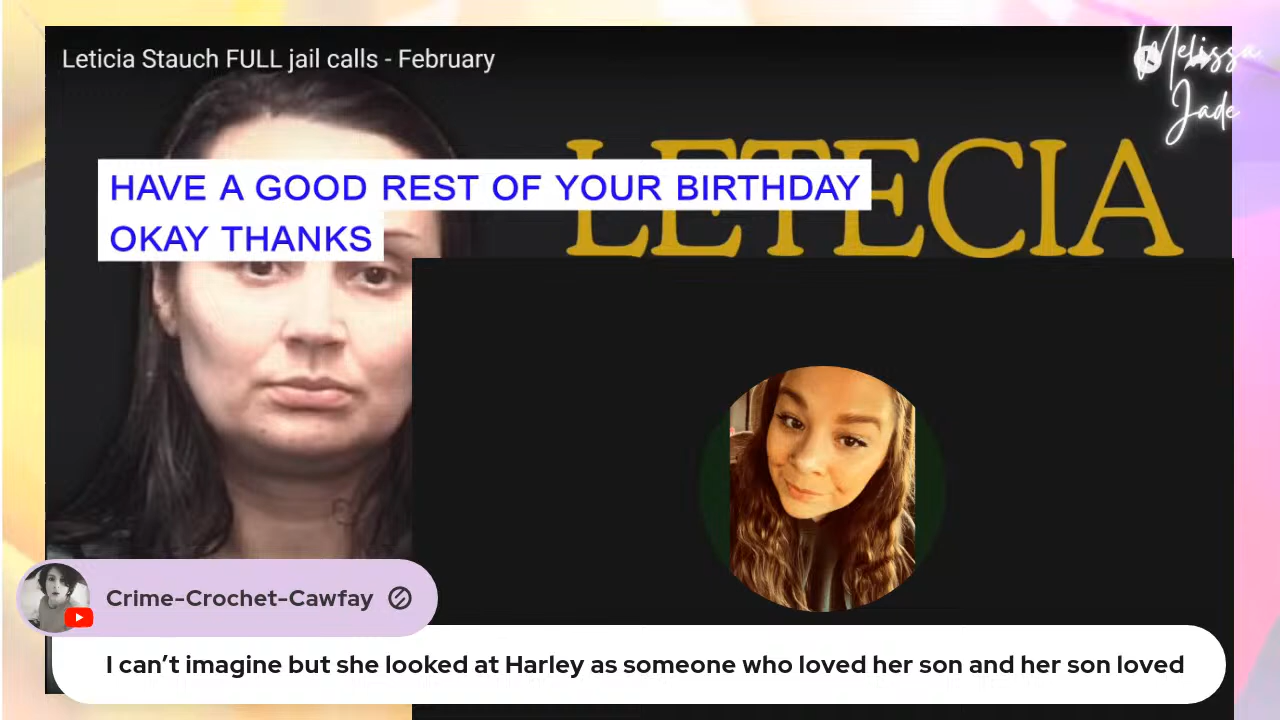 Leticia Stauch FULL jail calls - February
Melissa
Jade
LETECIA
HAVE A GOOD REST OF YOUR BIRTHDAY
OKAY THANKS
Crime-Crochet-Cawfay
I can’t imagine but she looked at Harley as someone who loved her son and her son loved